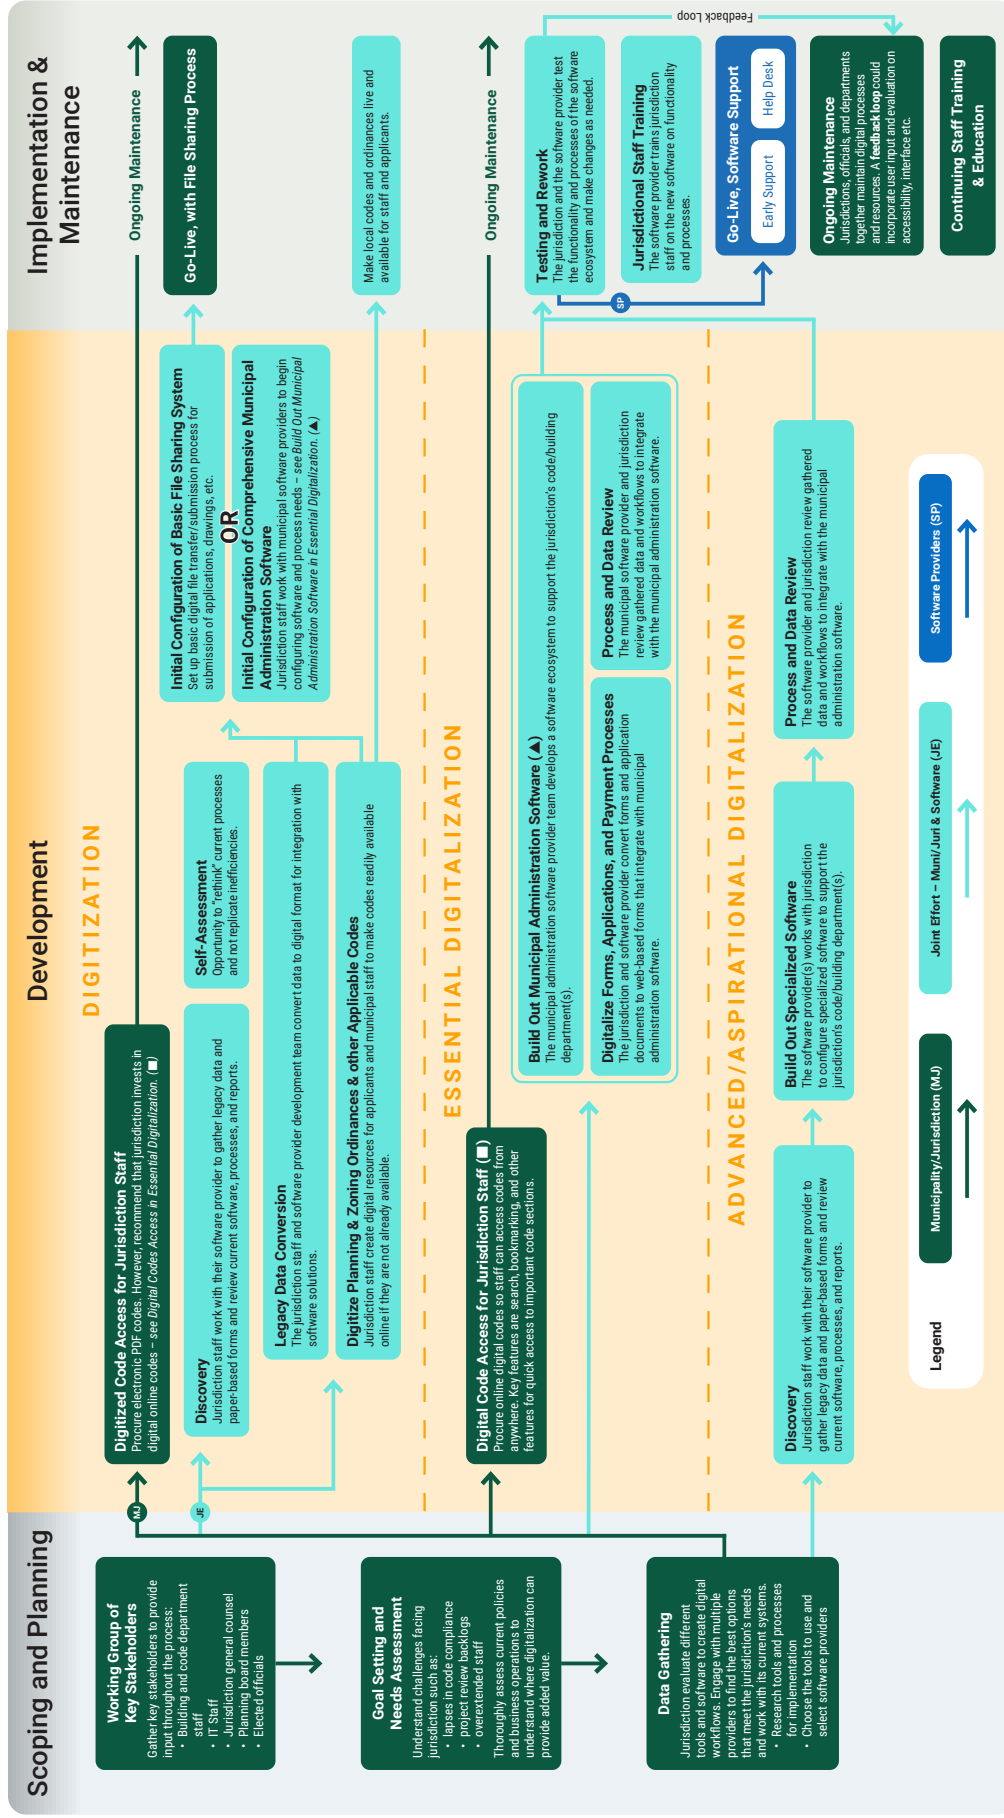 Scoping and Planning
Development
Implementation &
Maintenance
Working Group of
Key Stakeholders
Gather key stakeholders to provide
input throughout the process:
• Building and code department
staff
• IT Staff
• Jurisdiction general counsel
• Planning board members
• Elected officials
Goal Setting and
Needs Assessment
Understand challenges facing
jurisdiction such as:
• lapses in code compliance
• project review backlogs
• overextended staff
Thoroughly assess current policies
and business operations to
understand where digitalization can
provide added value.
Data Gathering
Jurisdiction evaluate different
tools and software to create digital
workflows. Engage with multiple
providers to find the best options
that meet the jurisdiction's needs
and work with its current systems.
• Research tools and processes
for implementation
• Choose the tools to use and
select software providers
MJ
JE
DIGITIZATION
Digitized Code Access for Jurisdiction Staff
Procure electronic PDF codes. However, recommend that jurisdiction invests in
digital online codes – see Digital Codes Access in Essential Digitalization. (■)
Ongoing Maintenance
Discovery
Jurisdiction staff work with their software provider to gather legacy data and
paper-based forms and review current software, processes, and reports.
Self-Assessment
Opportunity to "rethink" current processes
and not replicate inefficiencies.
Legacy Data Conversion
The jurisdiction staff and software provider development team convert data to digital format for integration with
software solutions.
Digitize Planning & Zoning Ordinances & other Applicable Codes
Jurisdiction staff create digital resources for applicants and municipal staff to make codes readily available
online if they are not already available.
Initial Configuration of Basic File Sharing System
Set up basic digital file transfer/submission process for
submission of applications, drawings, etc.
OR
Initial Configuration of Comprehensive Municipal
Administration Software
Jurisdiction staff work with municipal software providers to begin
configuring software and process needs – see Build Out Municipal
Administration Software in Essential Digitalization. (▲)
Go-Live, with File Sharing Process
Make local codes and ordinances live and
available for staff and applicants.
ESSENTIAL DIGITALIZATION
Digital Code Access for Jurisdiction Staff (■)
Procure online digital codes so staff can access codes from
anywhere. Key features are search, bookmarking, and other
features for quick access to important code sections.
Ongoing Maintenance
Build Out Municipal Administration Software (▲)
The municipal administration software provider team develops a software ecosystem to support the jurisdiction's code/building
department(s).
Digitalize Forms, Applications, and Payment Processes
The jurisdiction and software provider convert forms and application
documents to web-based forms that integrate with municipal
administration software.
Process and Data Review
The municipal software provider and jurisdiction
review gathered data and workflows to integrate
with the municipal administration software.
Testing and Rework
The jurisdiction and the software provider test
the functionality and processes of the software
ecosystem and make changes as needed.
Feedback Loop
Jurisdictional Staff Training
The software provider trains jurisdiction
staff on the new software on functionality
and processes.
SP
Go-Live, Software Support
Early Support
Help Desk
Ongoing Maintenance
Jurisdictions, officials, and departments
together maintain digital processes
and resources. A feedback loop could
incorporate user input and evaluation on
accessibility, interface etc.
Continuing Staff Training
& Education
ADVANCED/ASPIRATIONAL DIGITALIZATION
Discovery
Jurisdiction staff work with their software provider to
gather legacy data and paper-based forms and review
current software, processes, and reports.
Build Out Specialized Software
The software provider(s) works with jurisdiction
to configure specialized software to support the
jurisdiction's code/building department(s).
Process and Data Review
The software provider and jurisdiction review gathered
data and workflows to integrate with the municipal
administration software.
Legend
Municipality/Jurisdiction (MJ)
Joint Effort – Muni/Juri & Software (JE)
Software Providers (SP)